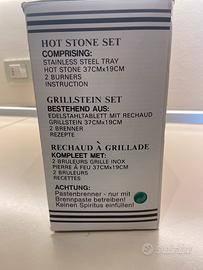 HOT STONE SET
COMPRISING:
STAINLESS STEEL TRAY
HOT STONE 37CMX19CM
2 BURNERS
INSTRUCTION
GRILLSTEIN SET
BESTEHEND AUS:
EDELSTAHLTABLETT MIT RECHAUD
GRILLSTEIN 37CMX19CM
2 BRENNER
REZEPTE
RECHAUD À GRILLADE
KOMPLEET MET:
2 BRULEURS GRILLE INOX
PIERRE À FEU 37CMX19CM
2 BRULEURS
RECETTES
ACHTUNG:
Pastenbrenner - nur mit
Brennpaste betreiben!
Keinen Spiritus einfüllen!
subito